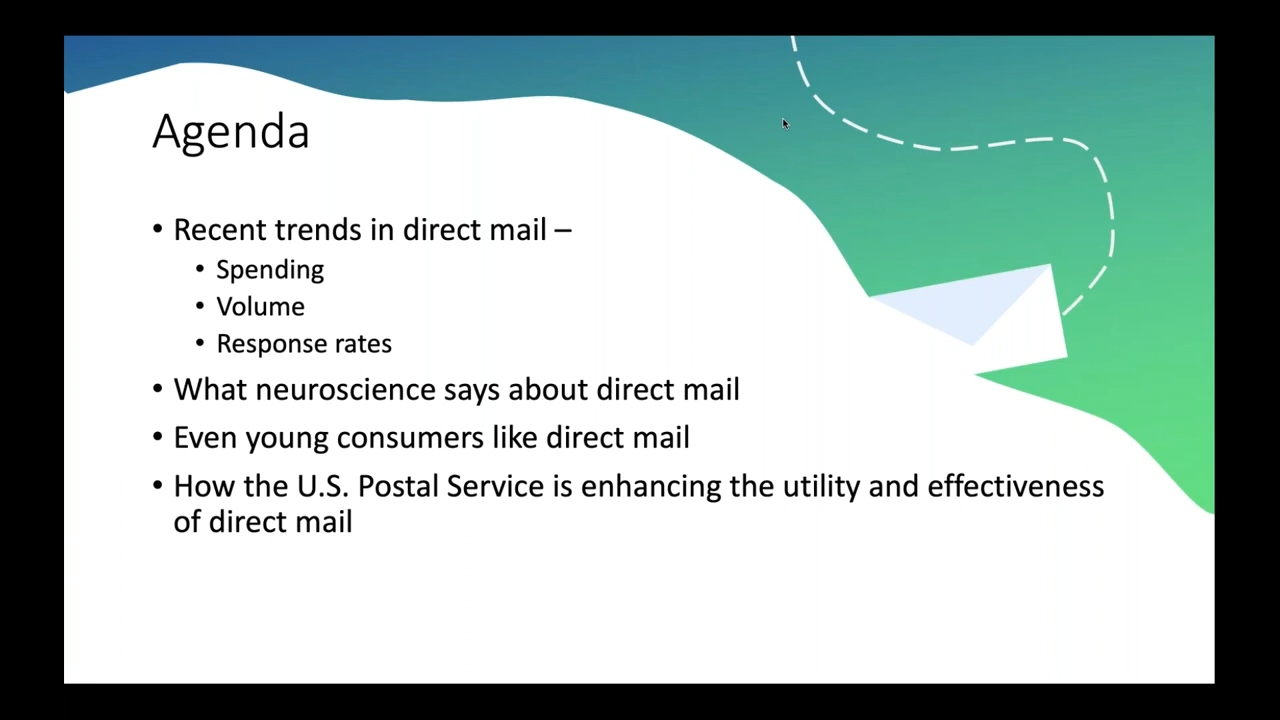 Agenda
• Recent trends in direct mail –
• Spending
• Volume
• Response rates
• What neuroscience says about direct mail
• Even young consumers like direct mail
• How the U.S. Postal Service is enhancing the utility and effectiveness
of direct mail